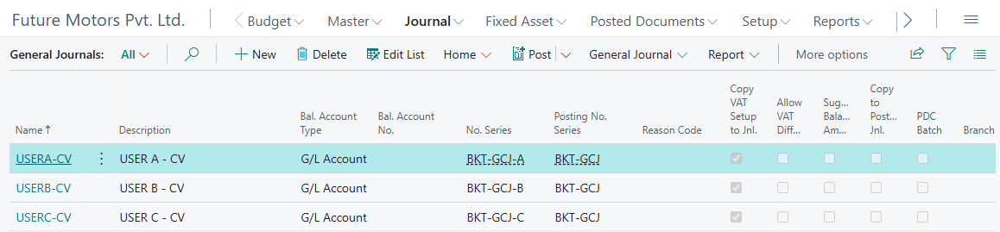 Future Motors Pvt. Ltd. Budget Master Journal Fixed Asset Posted Documents Setup Reports
General Journals: All New Delete Edit List Home Post General Journal Report More options
Name ↑ Description Bal. Account Type Bal. Account No. No. Series Posting No. Series Reason Code Copy VAT Setup to Jnl. Allow VAT Diff... Sug... Bala... Am... Copy to Post... Jnl. PDC Batch Branch
USERA-CV USER A - CV G/L Account BKT-GCJ-A BKT-GCJ
USERB-CV USER B - CV G/L Account BKT-GCJ-B BKT-GCJ
USERC-CV USER C - CV G/L Account BKT-GCJ-C BKT-GCJ